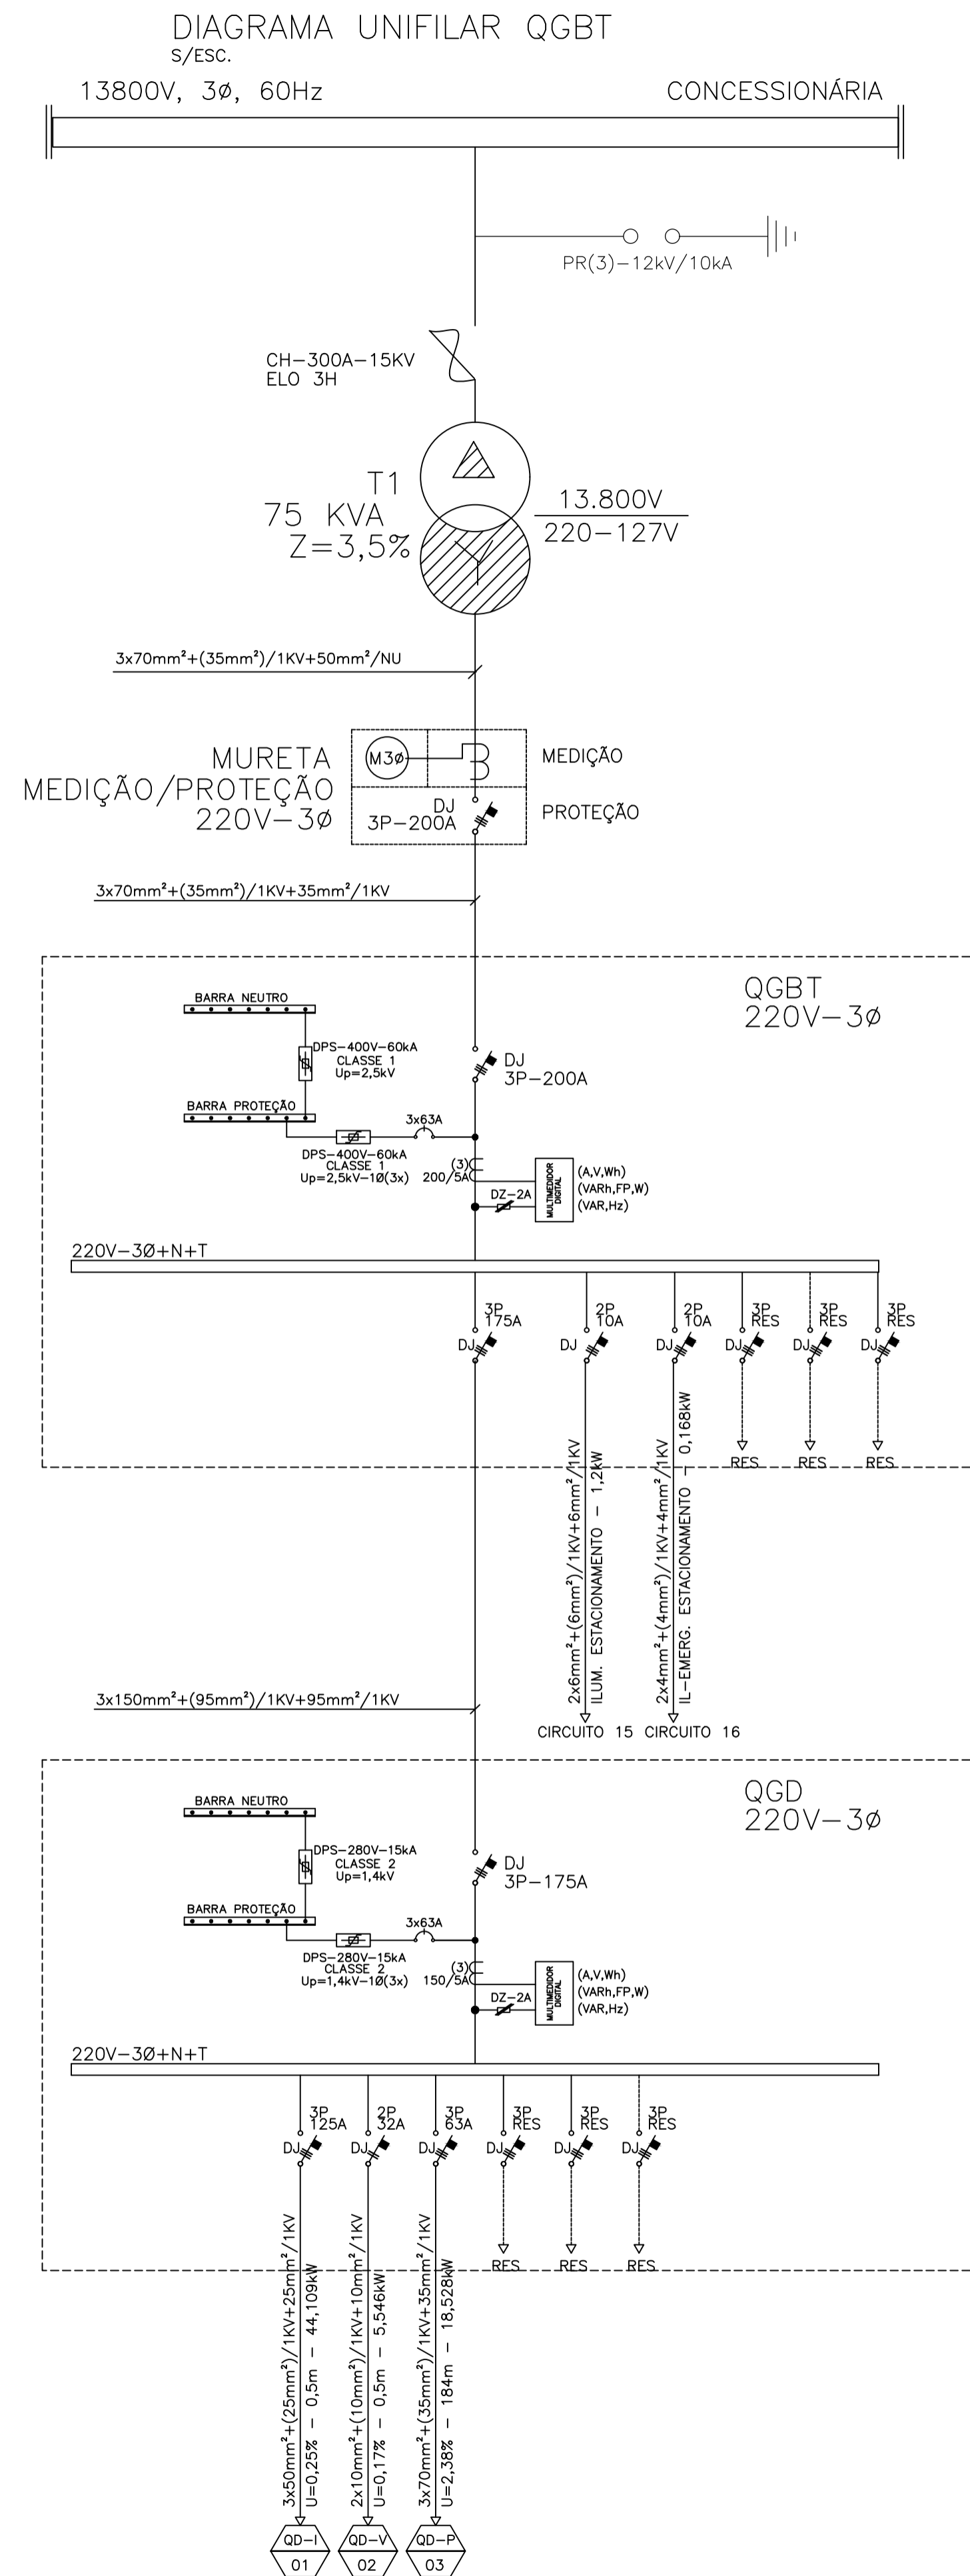 DIAGRAMA UNIFILAR QGBT
S/ESC.
13800V, 3ø, 60Hz
CONCESSIONÁRIA
PR(3)-12kV/10kA
CH-300A-15KV
ELO 3H
T1
75 KVA
Z=3,5%
13.800V
220-127V
3x70mm²+(35mm²)/1KV+50mm²/NU
MURETA
MEDIÇÃO/PROTEÇÃO
220V-3ø
M3ø
MEDIÇÃO
DJ
3P-200A
PROTEÇÃO
3x70mm²+(35mm²)/1KV+35mm²/1KV
QGBT
220V-3ø
BARRA NEUTRO
DPS-400V-60kA
CLASSE 1
Up=2,5kV
DJ
3P-200A
BARRA PROTEÇÃO
3x63A
DPS-400V-60kA
CLASSE 1
Up=2,5kV-1Ø(3x)
(3)
200/5A
DZ-2A
MULTIMEDIDOR
DIGITAL
(A,V,Wh)
(VARh,FP,W)
(VAR,Hz)
220V-3Ø+N+T
3P
175A
DJ
2P
10A
DJ
2P
10A
DJ
3P
RES
DJ
3P
RES
DJ
3P
RES
DJ
RES
RES
RES
2x6mm²+(6mm²)/1KV+6mm²/1KV
ILUM. ESTACIONAMENTO - 1,2kW
2x4mm²+(4mm²)/1KV+4mm²/1KV
IL-EMERG. ESTACIONAMENTO - 0,168kW
CIRCUITO 15
CIRCUITO 16
3x150mm²+(95mm²)/1KV+95mm²/1KV
QGD
220V-3ø
BARRA NEUTRO
DPS-280V-15kA
CLASSE 2
Up=1,4kV
DJ
3P-175A
BARRA PROTEÇÃO
3x63A
DPS-280V-15kA
CLASSE 2
Up=1,4kV-1Ø(3x)
(3)
150/5A
DZ-2A
MULTIMEDIDOR
DIGITAL
(A,V,Wh)
(VARh,FP,W)
(VAR,Hz)
220V-3Ø+N+T
3P
125A
DJ
2P
32A
DJ
3P
63A
DJ
3P
RES
DJ
3P
RES
DJ
3P
RES
DJ
RES
RES
RES
3x50mm²+(25mm²)/1KV+25mm²/1KV
U=0,25% - 0,5m - 44,109kW
2x10mm²+(10mm²)/1KV+10mm²/1KV
U=0,17% - 0,5m - 5,546kW
3x70mm²+(35mm²)/1KV+35mm²/1KV
U=2,38% - 184m - 18,528kW
QD-I
01
QD-V
02
QD-P
03